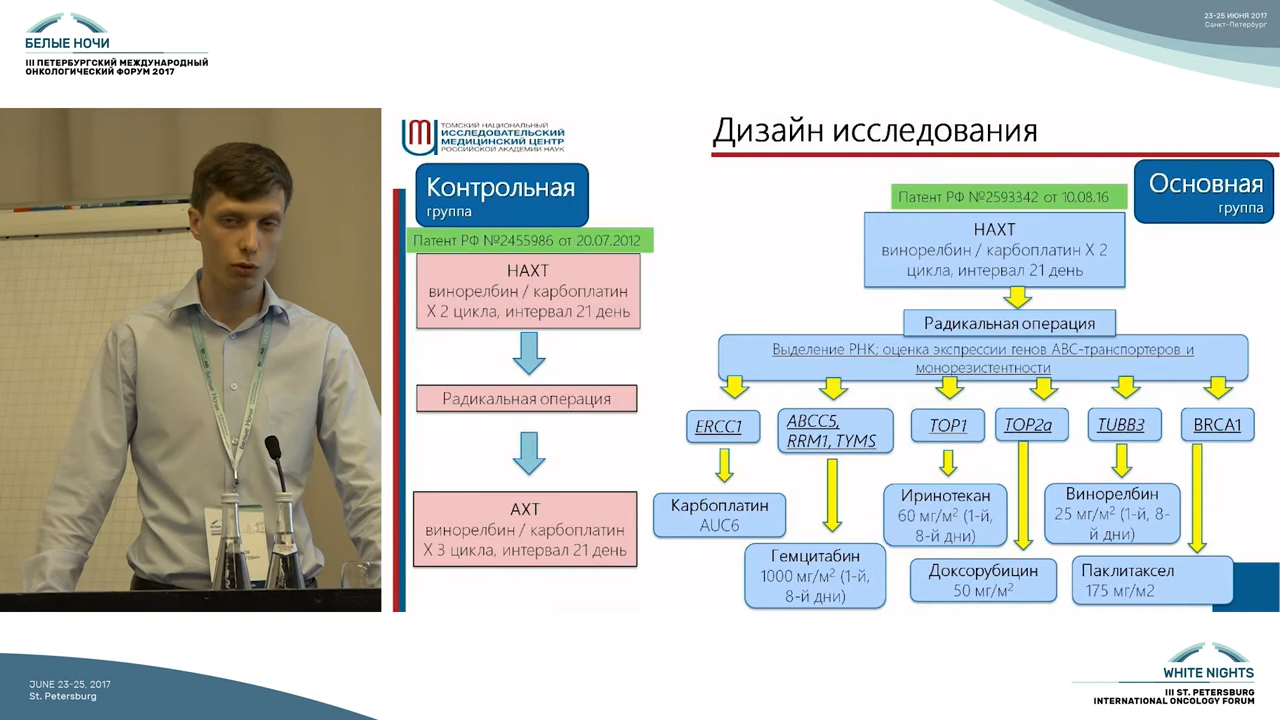 БЕЛЫЕ НОЧИ
III ПЕТЕРБУРГСКИЙ МЕЖДУНАРОДНЫЙ
ОНКОЛОГИЧЕСКИЙ ФОРУМ 2017
23-25 ИЮНЯ 2017
Санкт-Петербург
ТОМСКИЙ НАЦИОНАЛЬНЫЙ
ИССЛЕДОВАТЕЛЬСКИЙ
МЕДИЦИНСКИЙ ЦЕНТР
РОССИЙСКОЙ АКАДЕМИИ НАУК
Дизайн исследования
Контрольная
группа
Патент РФ №2455986 от 20.07.2012
НАХТ
винорелбин / карбоплатин
X 2 цикла, интервал 21 день
Радикальная операция
АХТ
винорелбин / карбоплатин
X 3 цикла, интервал 21 день
Основная
группа
Патент РФ №2593342 от 10.08.16
НАХТ
винорелбин / карбоплатин X 2
цикла, интервал 21 день
Радикальная операция
Выделение РНК; оценка экспрессии генов АВС-транспортеров и
монорезистентности
ERCC1
ABCC5,
RRM1, TYMS
TOP1
TOP2a
TUBB3
BRCA1
Карбоплатин
AUC6
Гемцитабин
1000 мг/м² (1-й,
8-й дни)
Иринотекан
60 мг/м² (1-й,
8-й дни)
Доксорубицин
50 мг/м²
Винорелбин
25 мг/м² (1-й, 8-
й дни)
Паклитаксел
175 мг/м2
JUNE 23-25, 2017
St. Petersburg
WHITE NIGHTS
III ST. PETERSBURG
INTERNATIONAL ONCOLOGY FORUM